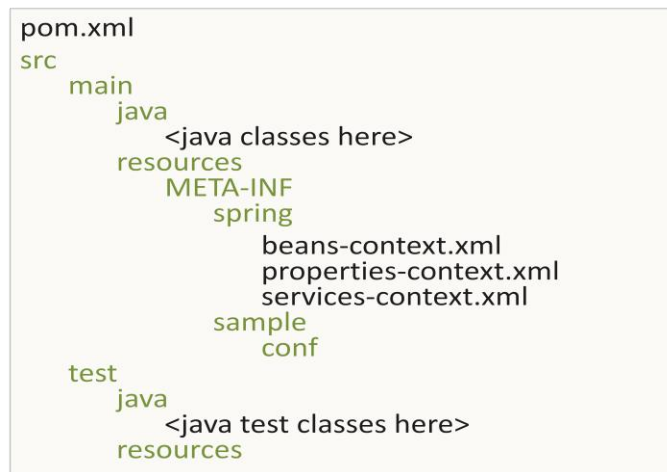 pom.xml
src
main
java
<java classes here>
resources
META-INF
spring
beans-context.xml
properties-context.xml
services-context.xml
sample
conf
test
java
<java test classes here>
resources